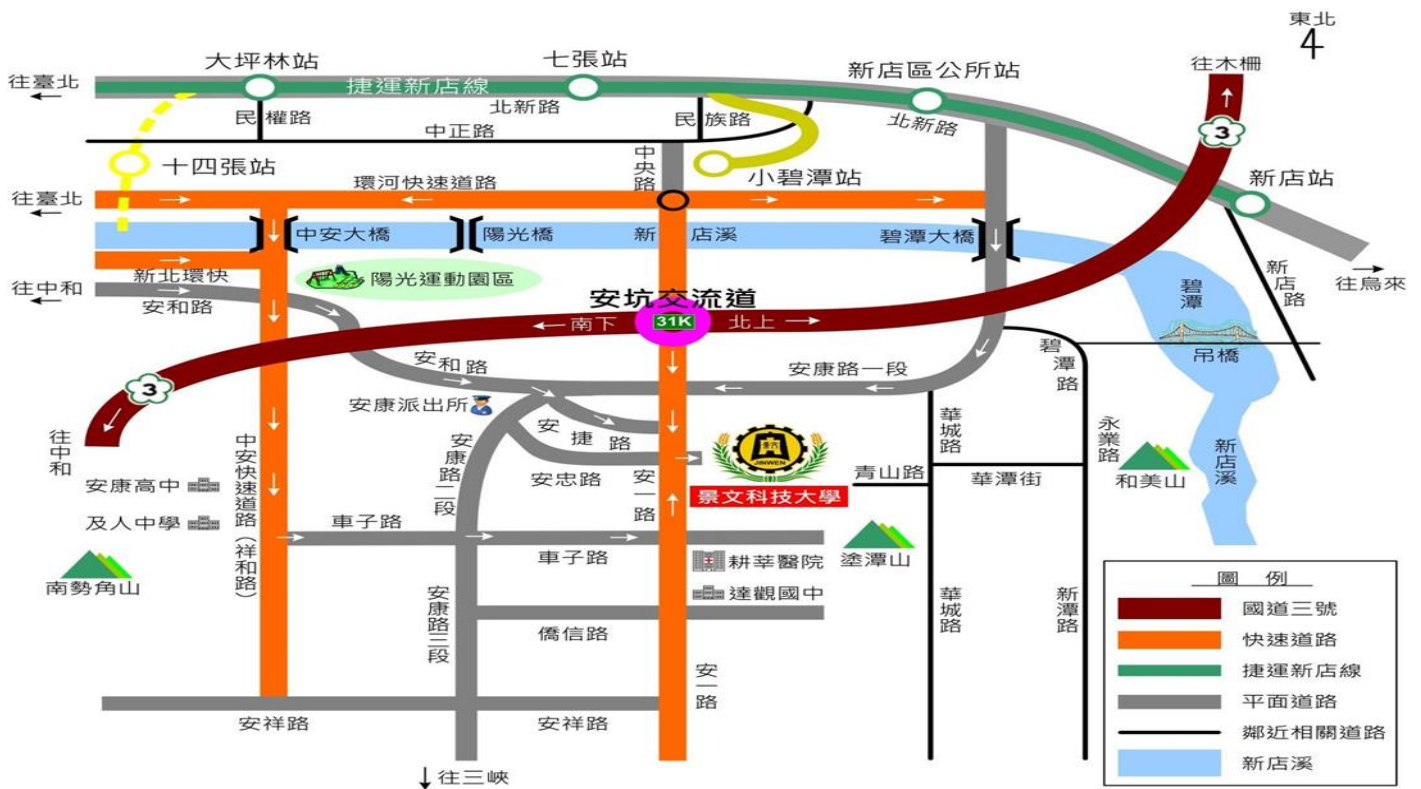 東北
4
往木柵
大坪林站
七張站
新店區公所站
往臺北
捷運新店線
北新路
北新路
3
民權路
中正路
民族路
十四張站
中央路
小碧潭站
新店站
環河快速道路
往臺北
中安大橋
陽光橋
新店溪
碧潭大橋
往烏來
新北環快
陽光運動園區
往中和
安和路
安坑交流道
碧潭
新店路
南下
31K
北上
吊橋
碧潭路
3
安和路
安康路一段
安康派出所
往中和
安捷路
華城路
永業路
新店溪
安康路二段
JINWEN
青山路
華潭街
和美山
安康高中
中安快速道路(祥和路)
安忠路
安一路
景文科技大學
及人中學
車子路
車子路
耕莘醫院
塗潭山
南勢角山
達觀國中
安康路三段
僑信路
華城路
新潭路
安一路
安祥路
安祥路
往三峽
圖例
國道三號
快速道路
捷運新店線
平面道路
鄰近相關道路
新店溪